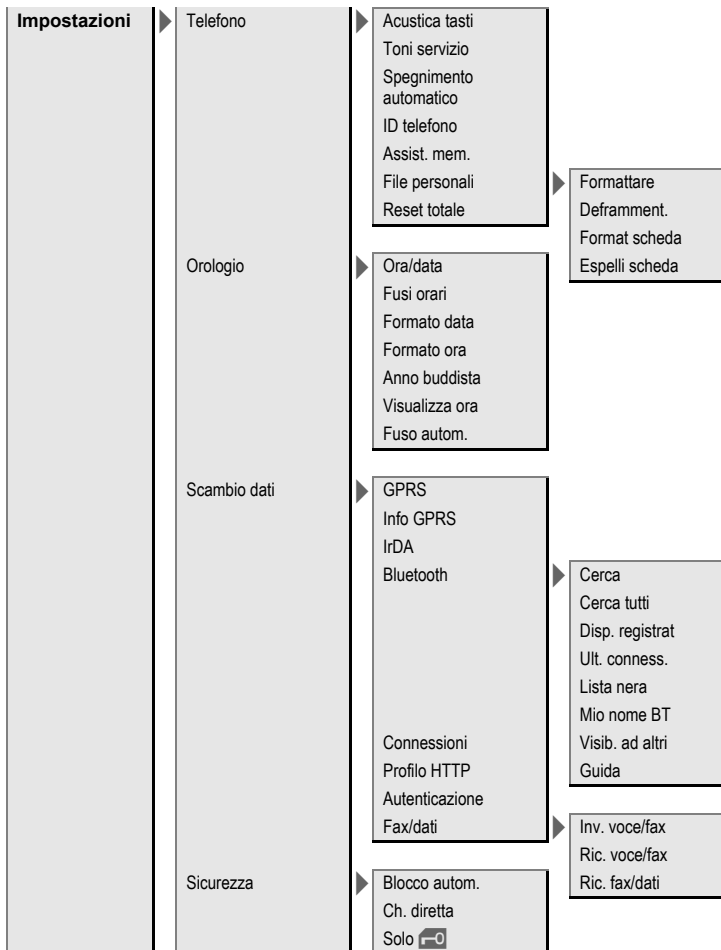 Impostazioni
Telefono
Acustica tasti
Toni servizio
Spegnimento
automatico
ID telefono
Assist. mem.
File personali
Formattare
Deframment.
Format scheda
Espelli scheda
Reset totale
Orologio
Ora/data
Fusi orari
Formato data
Formato ora
Anno buddista
Visualizza ora
Fuso autom.
Scambio dati
GPRS
Info GPRS
IrDA
Bluetooth
Cerca
Cerca tutti
Disp. registrat
Ult. conness.
Lista nera
Mio nome BT
Visib. ad altri
Guida
Connessioni
Profilo HTTP
Autenticazione
Fax/dati
Inv. voce/fax
Ric. voce/fax
Ric. fax/dati
Sicurezza
Blocco autom.
Ch. diretta
Solo